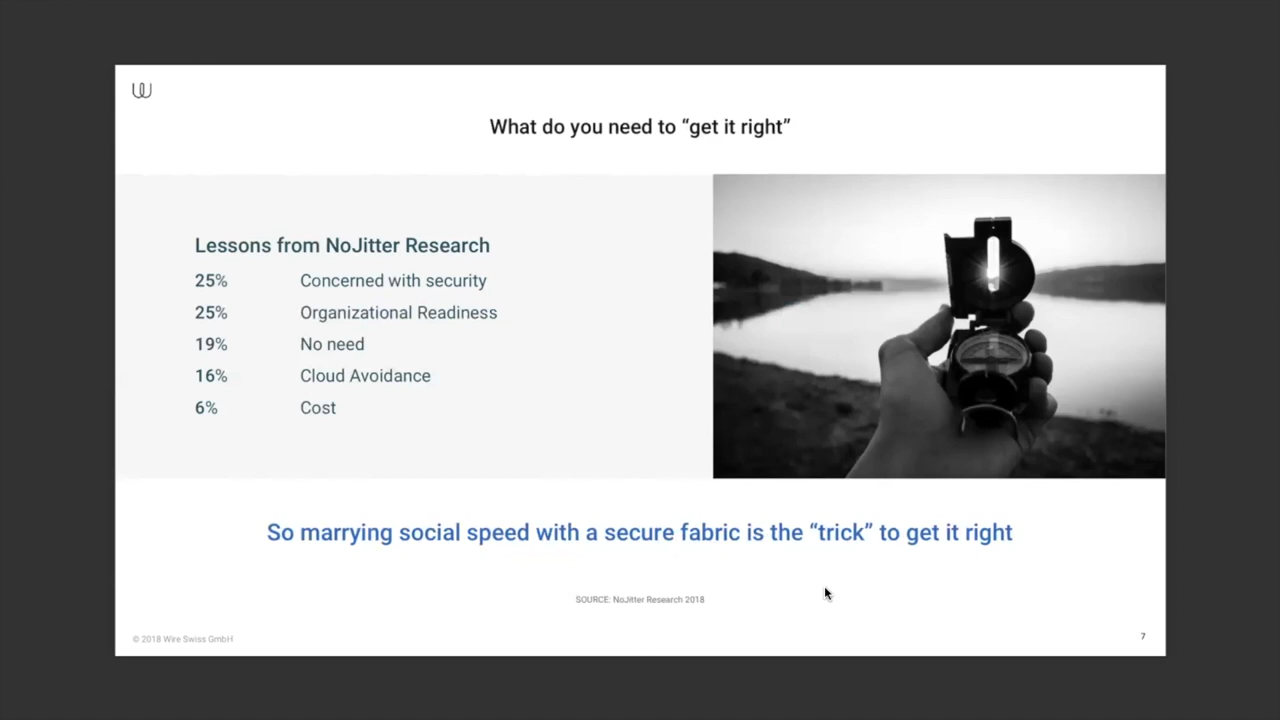 What do you need to “get it right”
Lessons from NoJitter Research
25% Concerned with security
25% Organizational Readiness
19% No need
16% Cloud Avoidance
6% Cost
So marrying social speed with a secure fabric is the “trick” to get it right
SOURCE: NoJitter Research 2018
© 2018 Wire Swiss GmbH
7